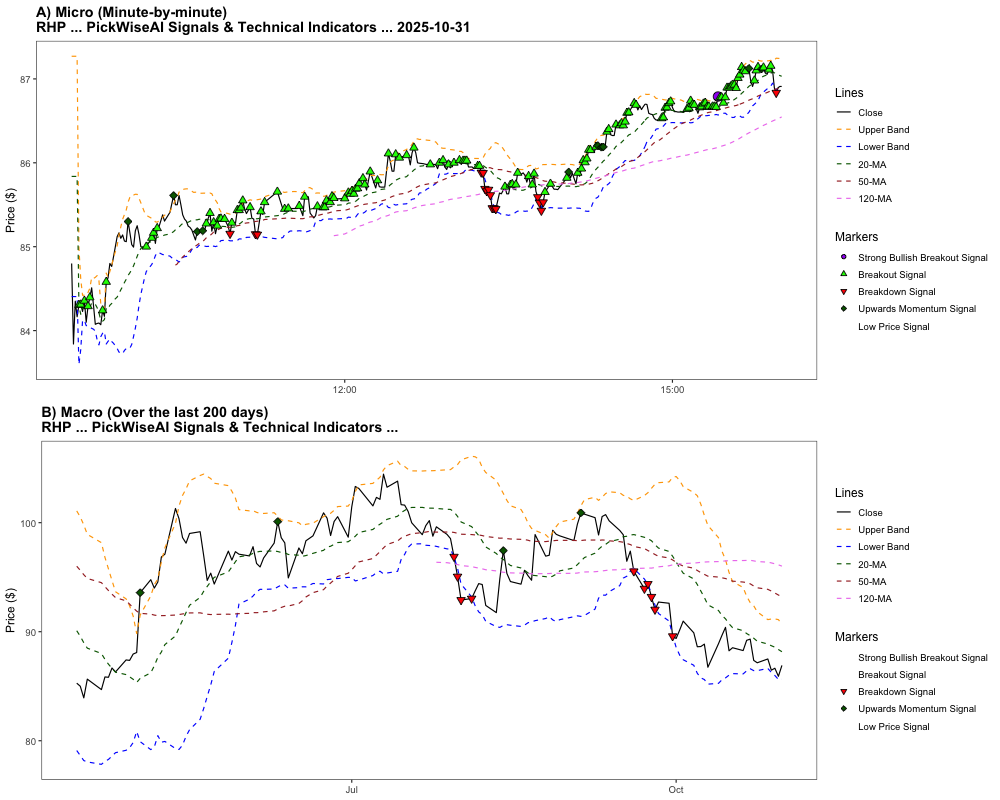 A) Micro (Minute-by-minute)
RHP ... PickWiseAI Signals & Technical Indicators ... 2025-10-31
Price ($)
87
86
85
84
12:00
15:00
Lines
Close
Upper Band
Lower Band
20-MA
50-MA
120-MA
Markers
Strong Bullish Breakout Signal
Breakout Signal
Breakdown Signal
Upwards Momentum Signal
Low Price Signal
B) Macro (Over the last 200 days)
RHP ... PickWiseAI Signals & Technical Indicators ...
Price ($)
100
90
80
Jul
Oct
Lines
Close
Upper Band
Lower Band
20-MA
50-MA
120-MA
Markers
Strong Bullish Breakout Signal
Breakout Signal
Breakdown Signal
Upwards Momentum Signal
Low Price Signal